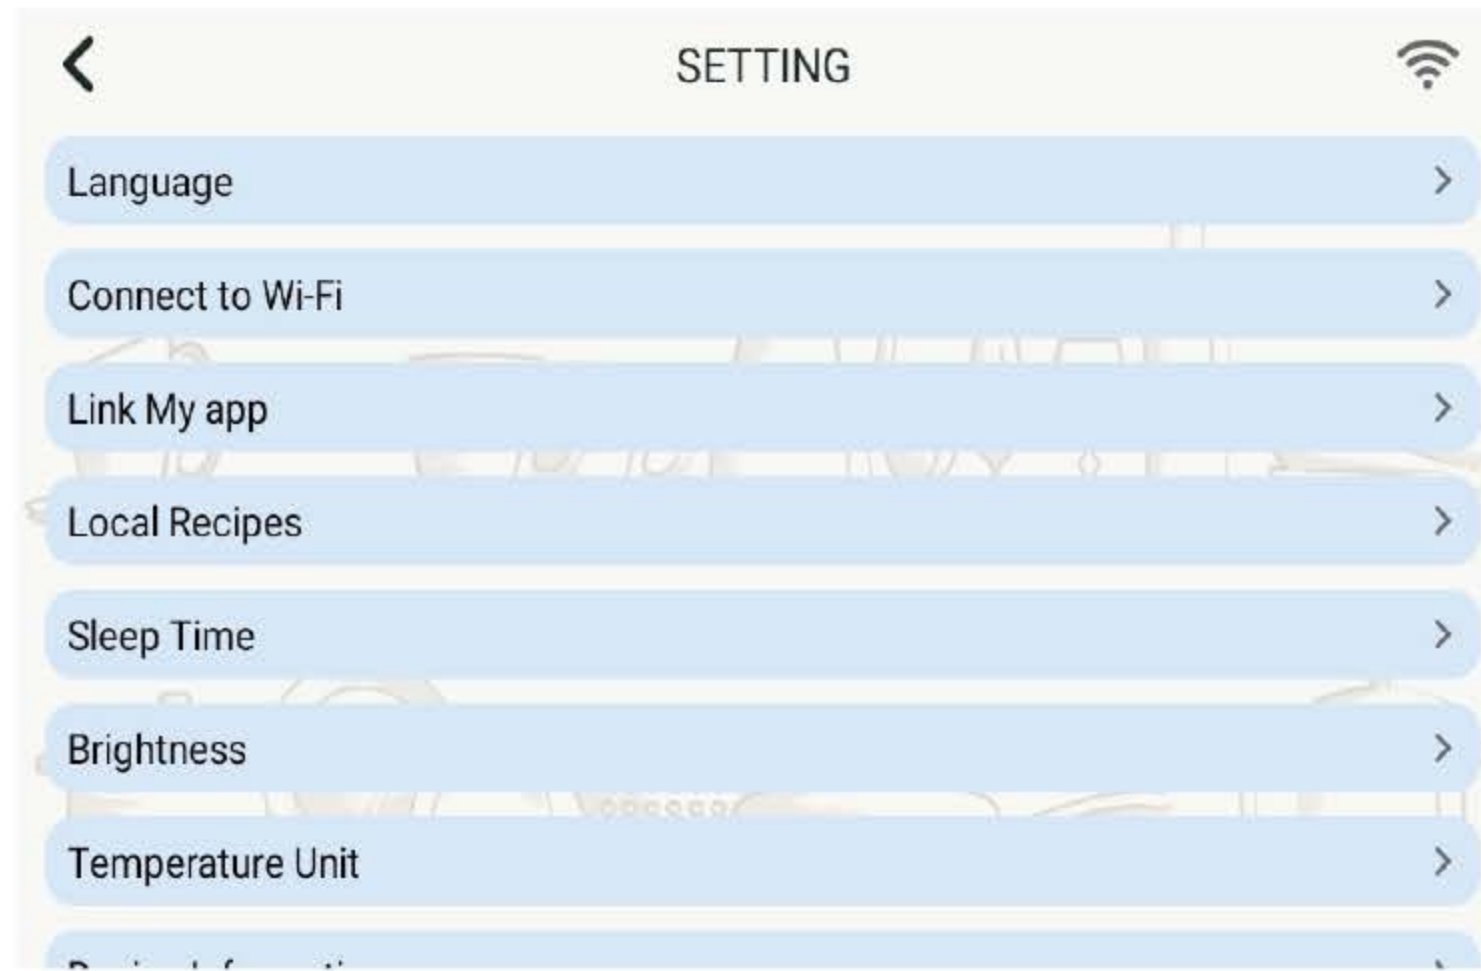 SETTING
Language
Connect to Wi-Fi
Link My app
Local Recipes
Sleep Time
Brightness
Temperature Unit